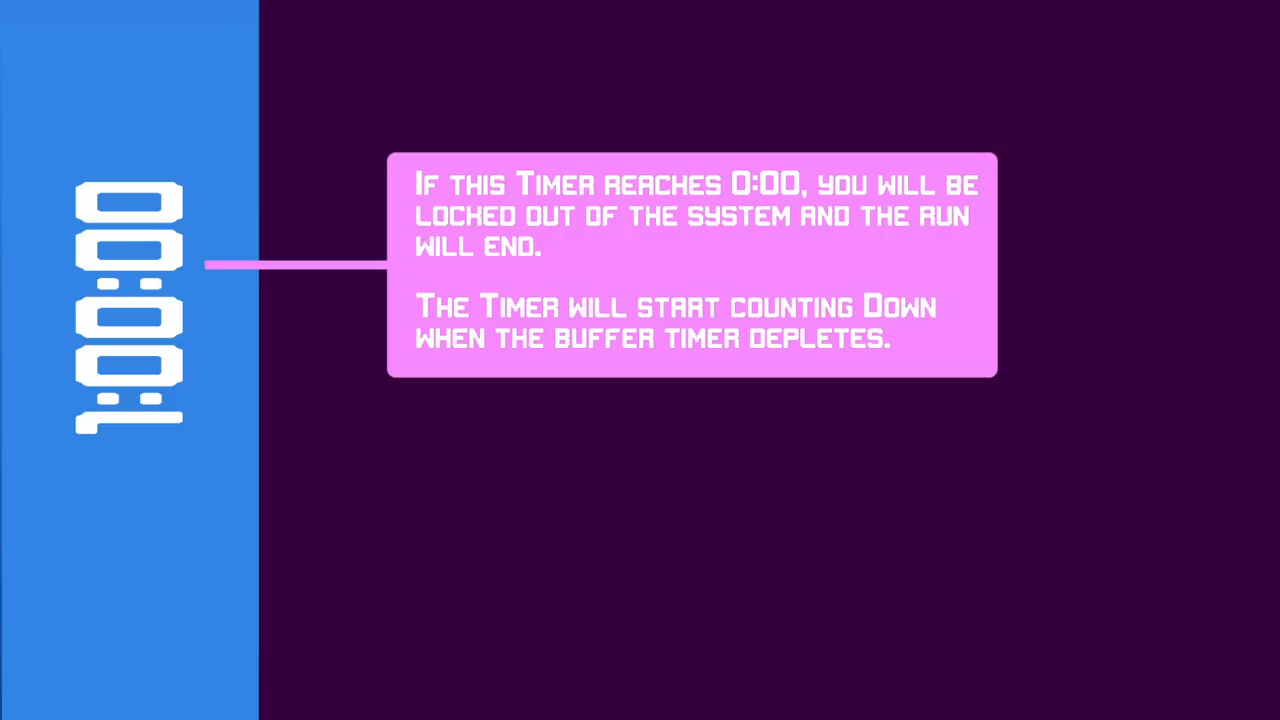 1:00:00
If this Timer reaches 0:00, you will be
locked out of the system and the run
will end.
The Timer will start counting Down
when the buffer timer depletes.